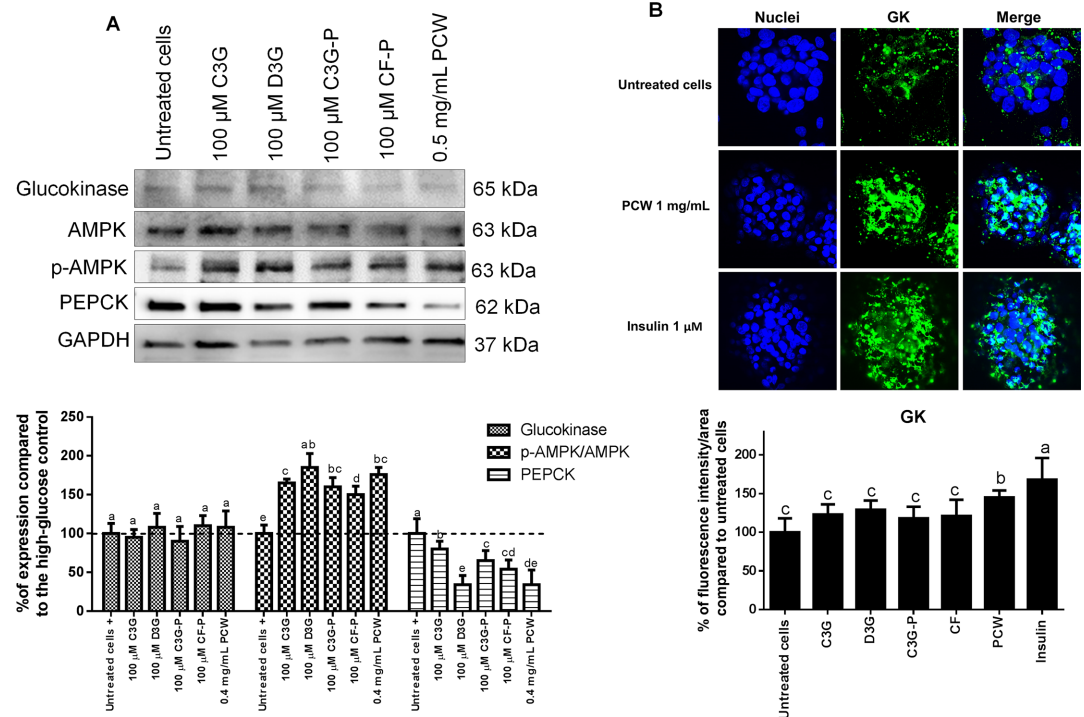 A
Untreated cells
100 µM C3G
100 µM D3G
100 µM C3G-P
100 µM CF-P
0.5 mg/mL PCW
Glucokinase 65 kDa
AMPK 63 kDa
p-AMPK 63 kDa
PEPCK 62 kDa
GAPDH 37 kDa
%of expression compared
to the high-glucose control
250
200
150
100
50
0
Glucokinase
p-AMPK/AMPK
PEPCK
a a a a a a
e c ab bc d bc
a b e c cd de
Untreated cells +
100 µM C3G
100 µM D3G-
100 µM C3G-P
100 µM CF-P
0.4 mg/mL PCW
Untreated cells +
100 µM C3G
100 µM D3G-
100 µM C3G-P
100 µM CF-P
0.4 mg/mL PCW
Untreated cells +
100 µM C3G
100 µM D3G-
100 µM C3G-P
100 µM CF-P
0.4 mg/mL PCW
B
Nuclei GK Merge
Untreated cells
PCW 1 mg/mL
Insulin 1 µM
GK
% of fluorescence intensity/area
compared to untreated cells
200
150
100
50
0
c c c c c b a
Untreated cells
C3G
D3G
C3G-P
CF
PCW
Insulin